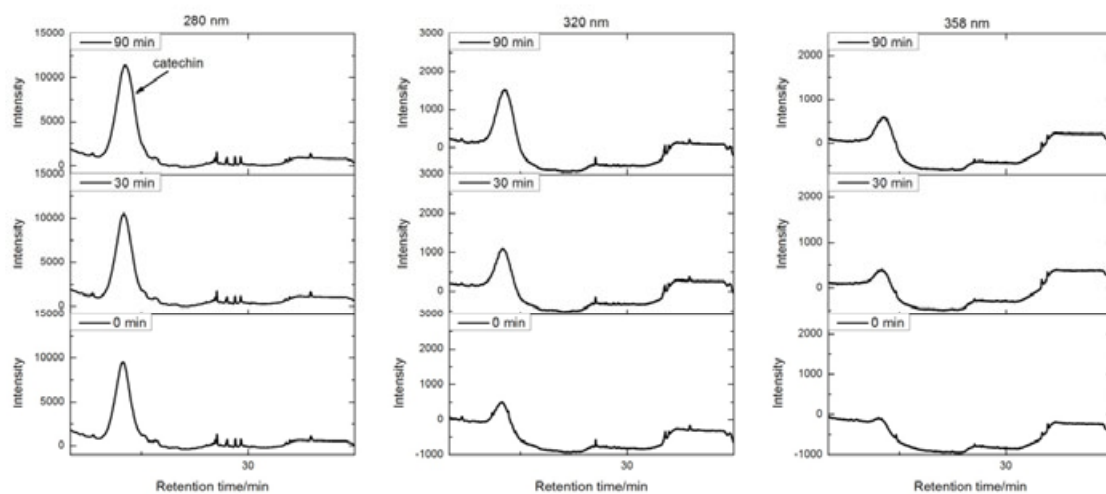 280 nm
320 nm
358 nm
15000
10000
5000
0
Intensity
90 min
catechin
3000
2000
1000
0
Intensity
90 min
2000
1000
0
Intensity
90 min
15000
10000
5000
0
Intensity
30 min
3000
2000
1000
0
Intensity
30 min
2000
1000
0
Intensity
30 min
15000
10000
5000
0
Intensity
0 min
3000
2000
1000
0
-1000
Intensity
0 min
2000
1000
0
-1000
Intensity
0 min
30
30
30
Retention time/min
Retention time/min
Retention time/min